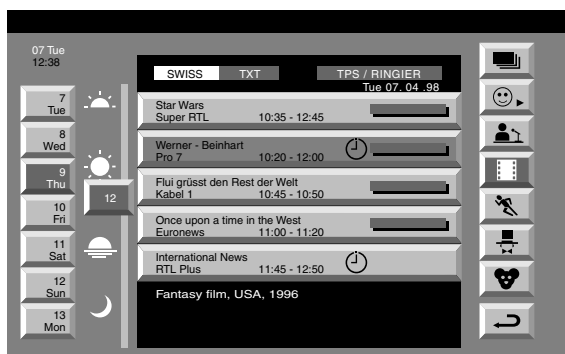 07 Tue
12:38
SWISS TXT TPS / RINGIER
Tue 07. 04 .98
7
Tue
8
Wed
9
Thu
10
Fri
11
Sat
12
Sun
13
Mon
12
Star Wars
Super RTL 10:35 - 12:45
Werner - Beinhart
Pro 7 10:20 - 12:00
Flui grüsst den Rest der Welt
Kabel 1 10:45 - 10:50
Once upon a time in the West
Euronews 11:00 - 11:20
International News
RTL Plus 11:45 - 12:50
Fantasy film, USA, 1996